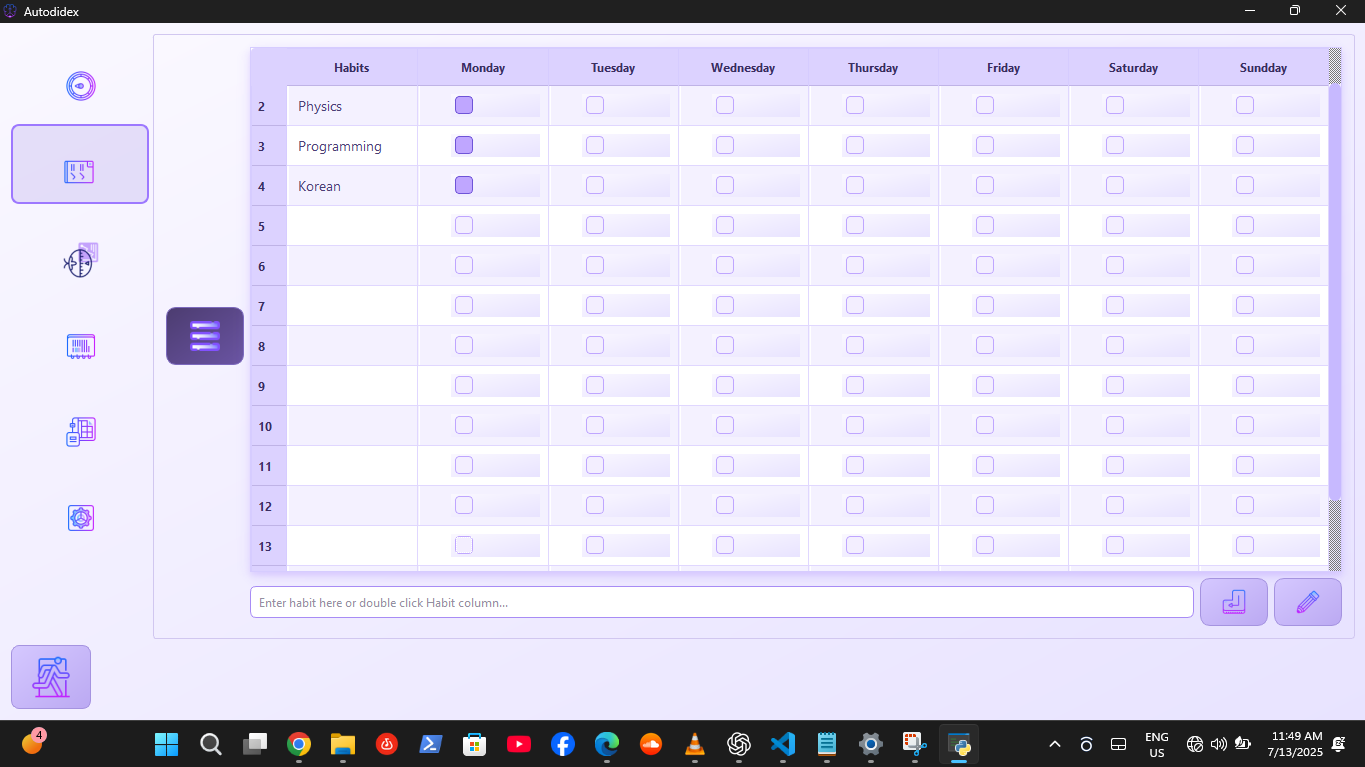 Autodidex
Habits Monday Tuesday Wednesday Thursday Friday Saturday Sundday
2 Physics
3 Programming
4 Korean
5
6
7
8
9
10
11
12
13
Enter habit here or double click Habit column...
4
ENG
US
11:49 AM
7/13/2025